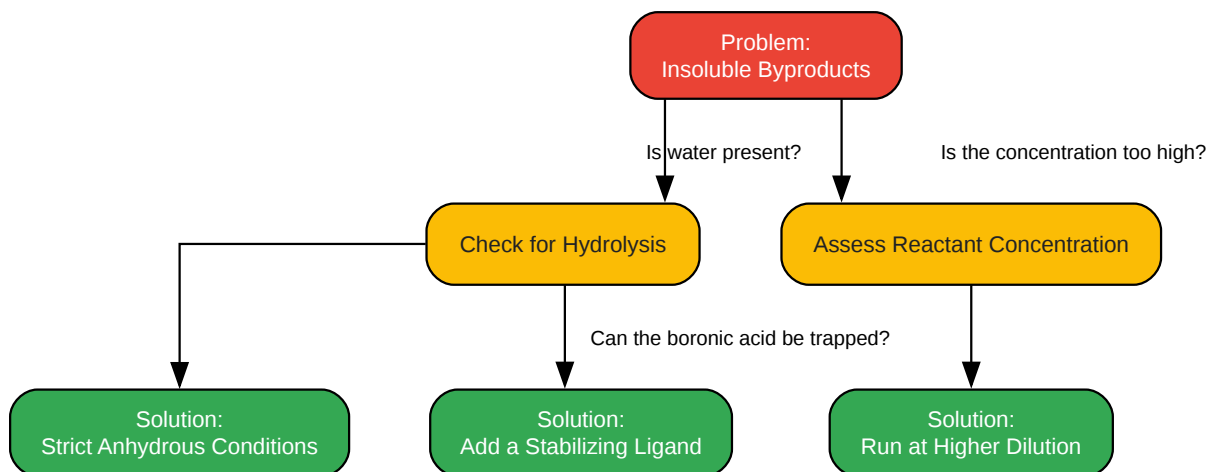 Problem:
Insoluble Byproducts
Is water present?
Is the concentration too high?
Check for Hydrolysis
Assess Reactant Concentration
Can the boronic acid be trapped?
Solution:
Strict Anhydrous Conditions
Solution:
Add a Stabilizing Ligand
Solution:
Run at Higher Dilution